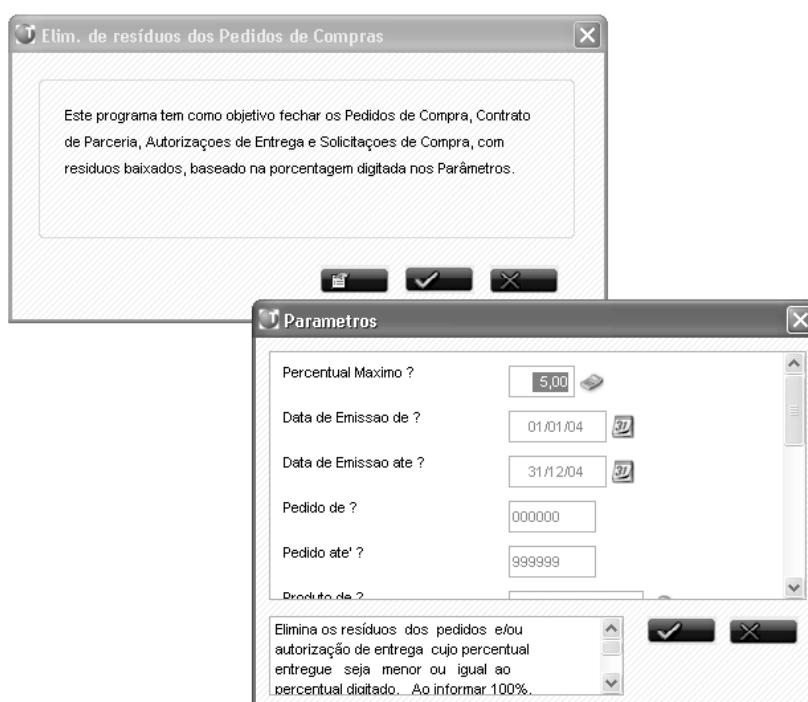 Elim. de resíduos dos Pedidos de Compras
Este programa tem como objetivo fechar os Pedidos de Compra, Contrato
de Parceria, Autorizaçoes de Entrega e Solicitaçoes de Compra, com
residuos baixados, baseado na porcentagem digitada nos Parâmetros.
Parametros
Percentual Maximo ?
5,00
Data de Emissao de ?
01/01/04
31
Data de Emissao ate ?
31/12/04
31
Pedido de ?
000000
Pedido ate' ?
999999
Produto de ?
Elimina os resíduos dos pedidos e/ou
autorização de entrega cujo percentual
entregue seja menor ou igual ao
percentual digitado. Ao informar 100%.